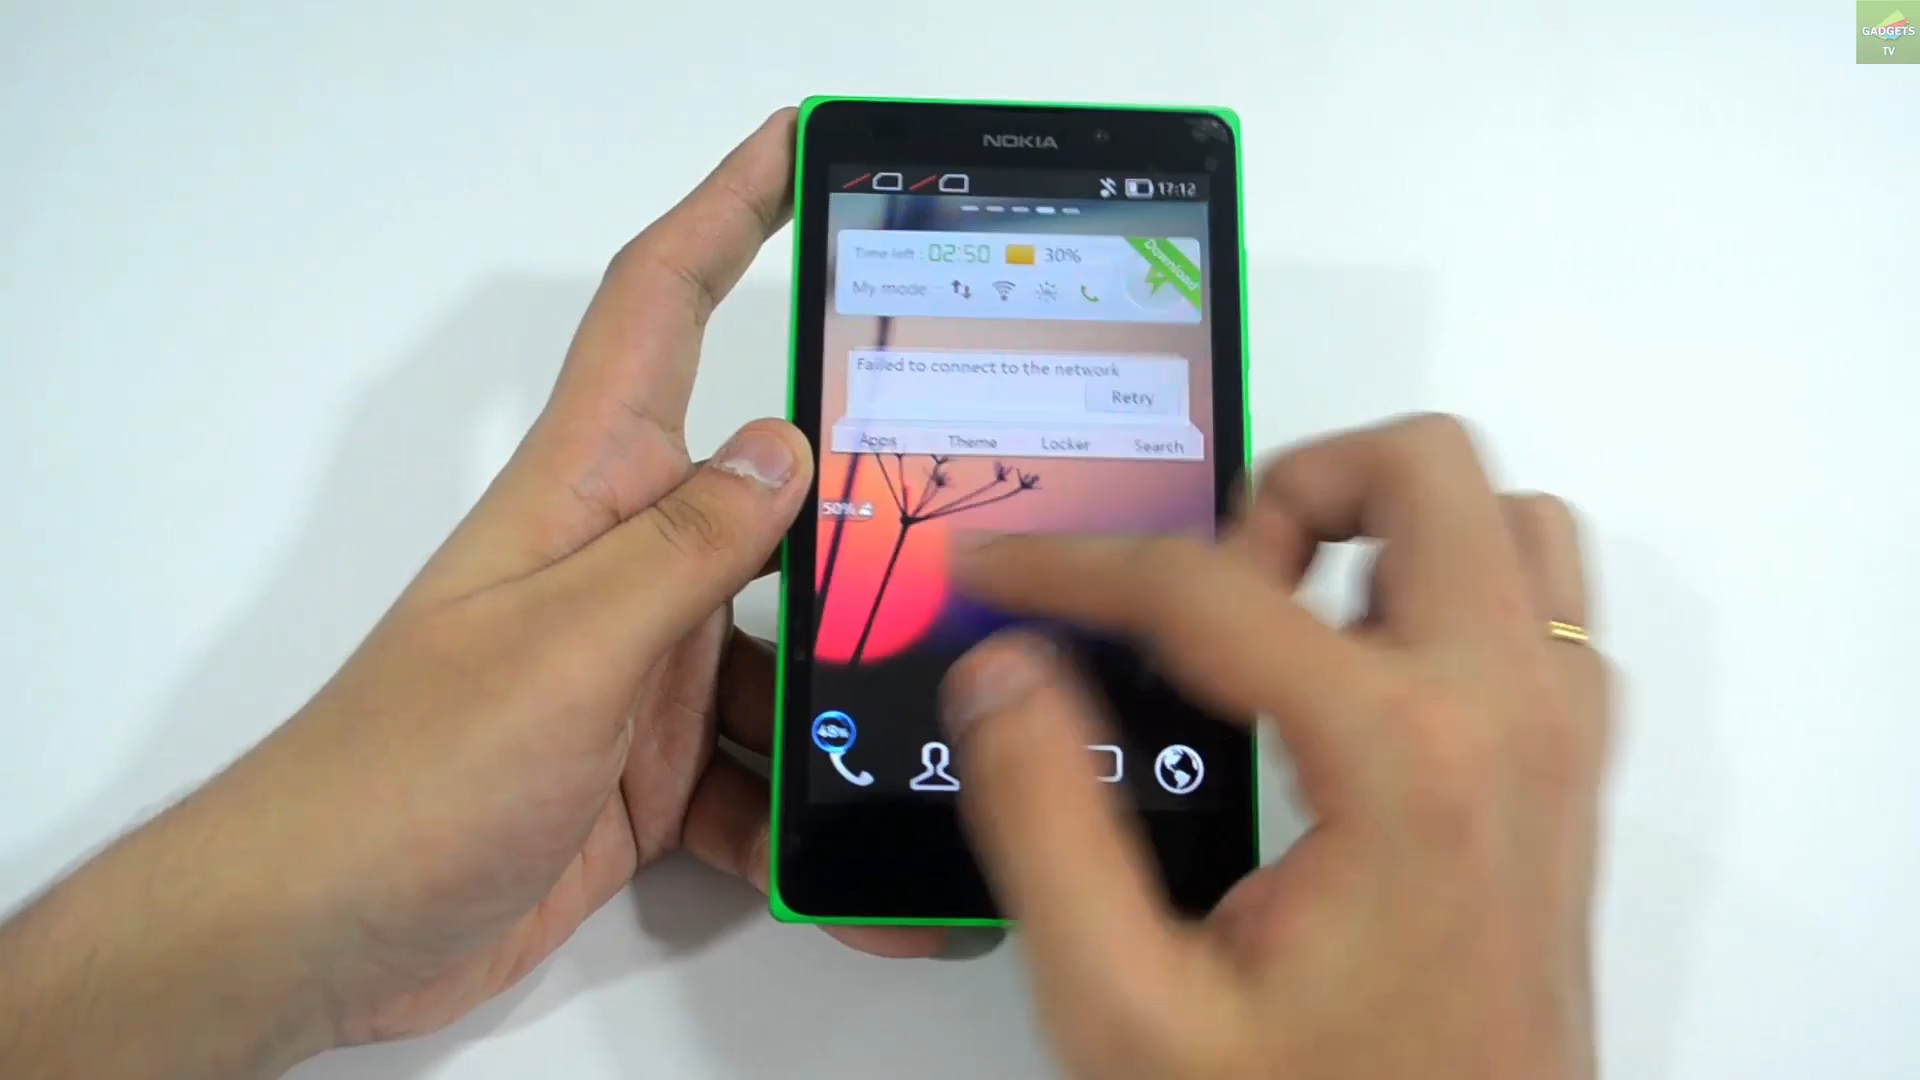 GADGETS
TV
NOKIA
17:12
Time left : 02:50 30%
Download
My mode
Failed to connect to the network
Retry
Apps Theme Locker Search
50%
48%